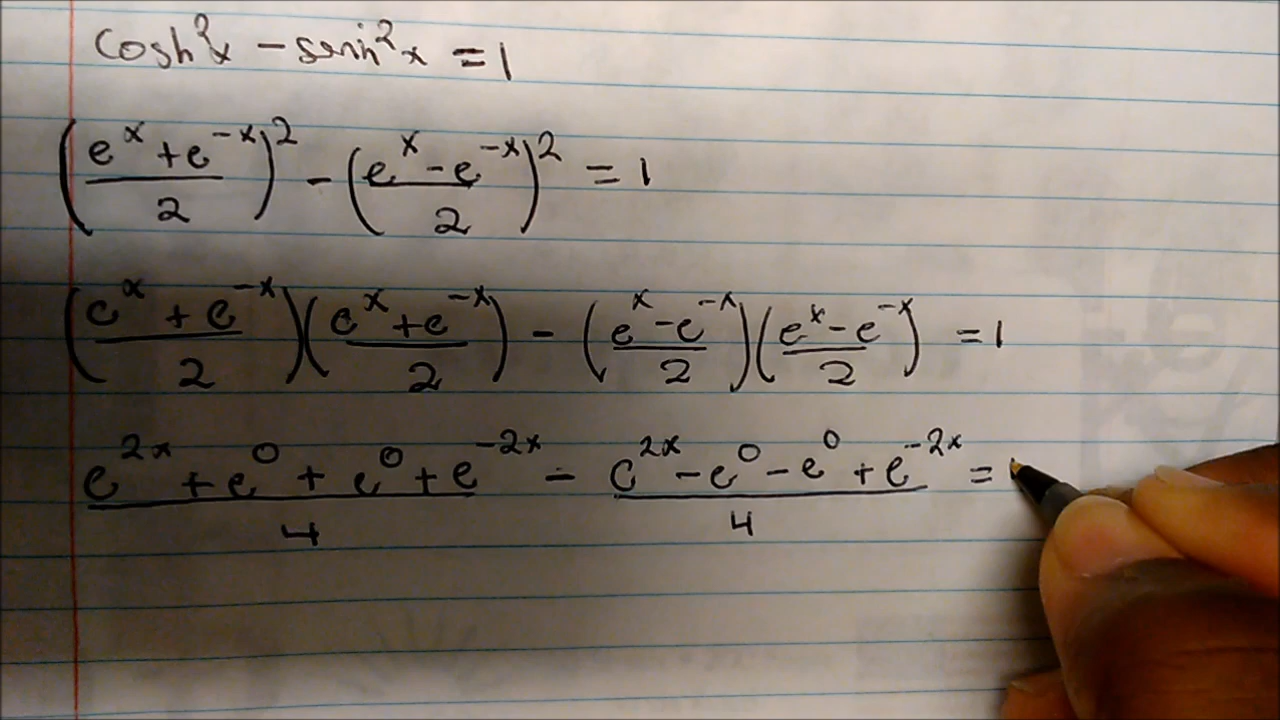 cosh²x - senh²x = 1
((e^x + e^-x)/2)² - ((e^x - e^-x)/2)² = 1
((e^x + e^-x)/2)((e^x + e^-x)/2) - ((e^x - e^-x)/2)((e^x - e^-x)/2) = 1
(e^2x + e^0 + e^0 + e^-2x)/4 - (e^2x - e^0 - e^0 + e^-2x)/4 =